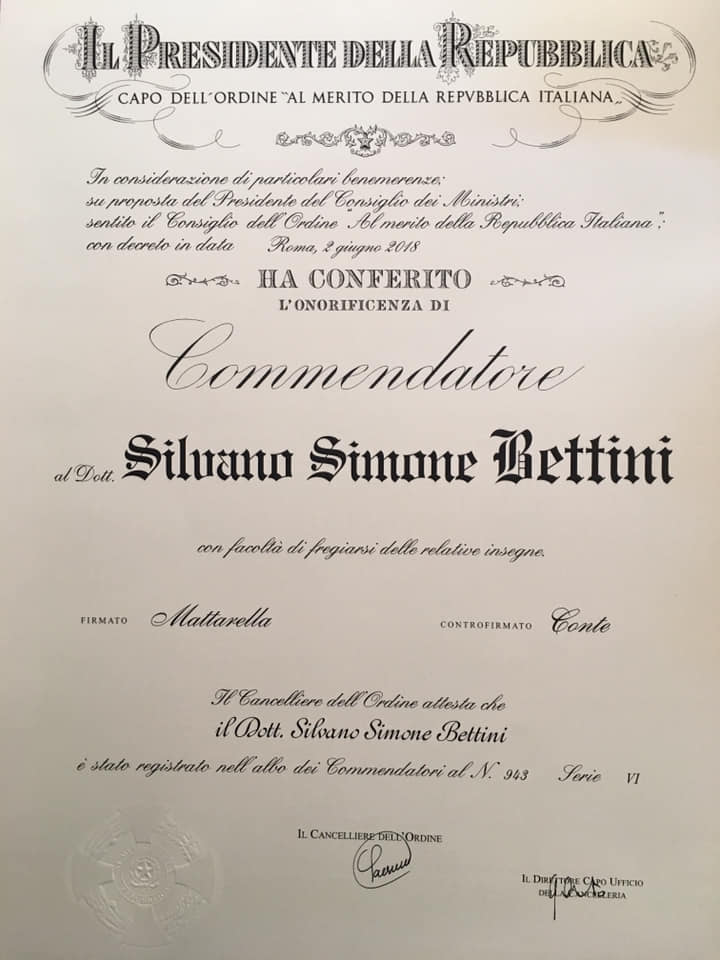 IL PRESIDENTE DELLA REPUBBLICA
CAPO DELL'ORDINE "AL MERITO DELLA REPVBBLICA ITALIANA„
In considerazione di particolari benemerenze;
su proposta del Presidente del Consiglio dei Ministri;
sentito il Consiglio dell'Ordine "Al merito della Repubblica Italiana";
con decreto in data Roma, 2 giugno 2018
HA CONFERITO
L'ONORIFICENZA DI
Commendatore
al Dott. Silvano Simone Bettini
con facoltà di fregiarsi delle relative insegne.
FIRMATO Mattarella CONTROFIRMATO Conte
Il Cancelliere dell'Ordine attesta che
il Dott. Silvano Simone Bettini
è stato registrato nell'albo dei Commendatori al N. 943 Serie VI
IL CANCELLIERE DELL'ORDINE
IL DIRETTORE CAPO UFFICIO
DELLA CANCELLERIA